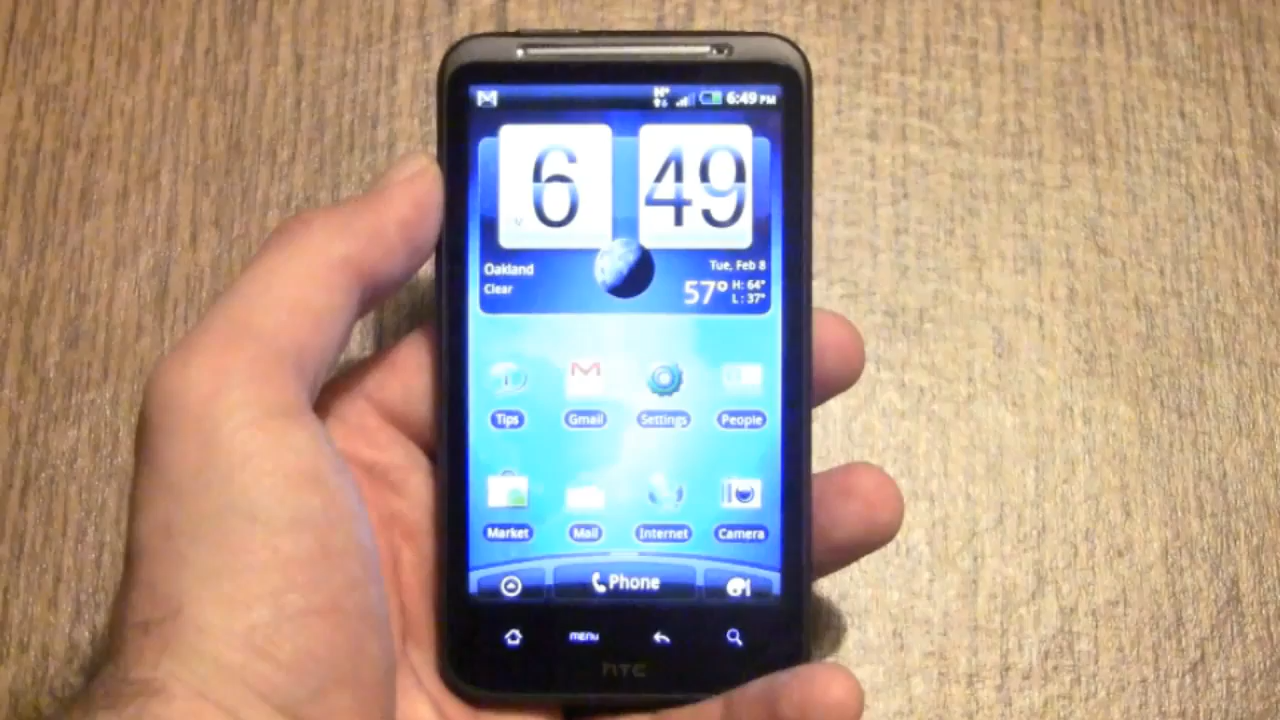 6:49 PM
6 49
Oakland
Clear
Tue, Feb 8
57° H: 64°
L: 37°
Tips Gmail Settings People
Market Mail Internet Camera
Phone
menu
hTC